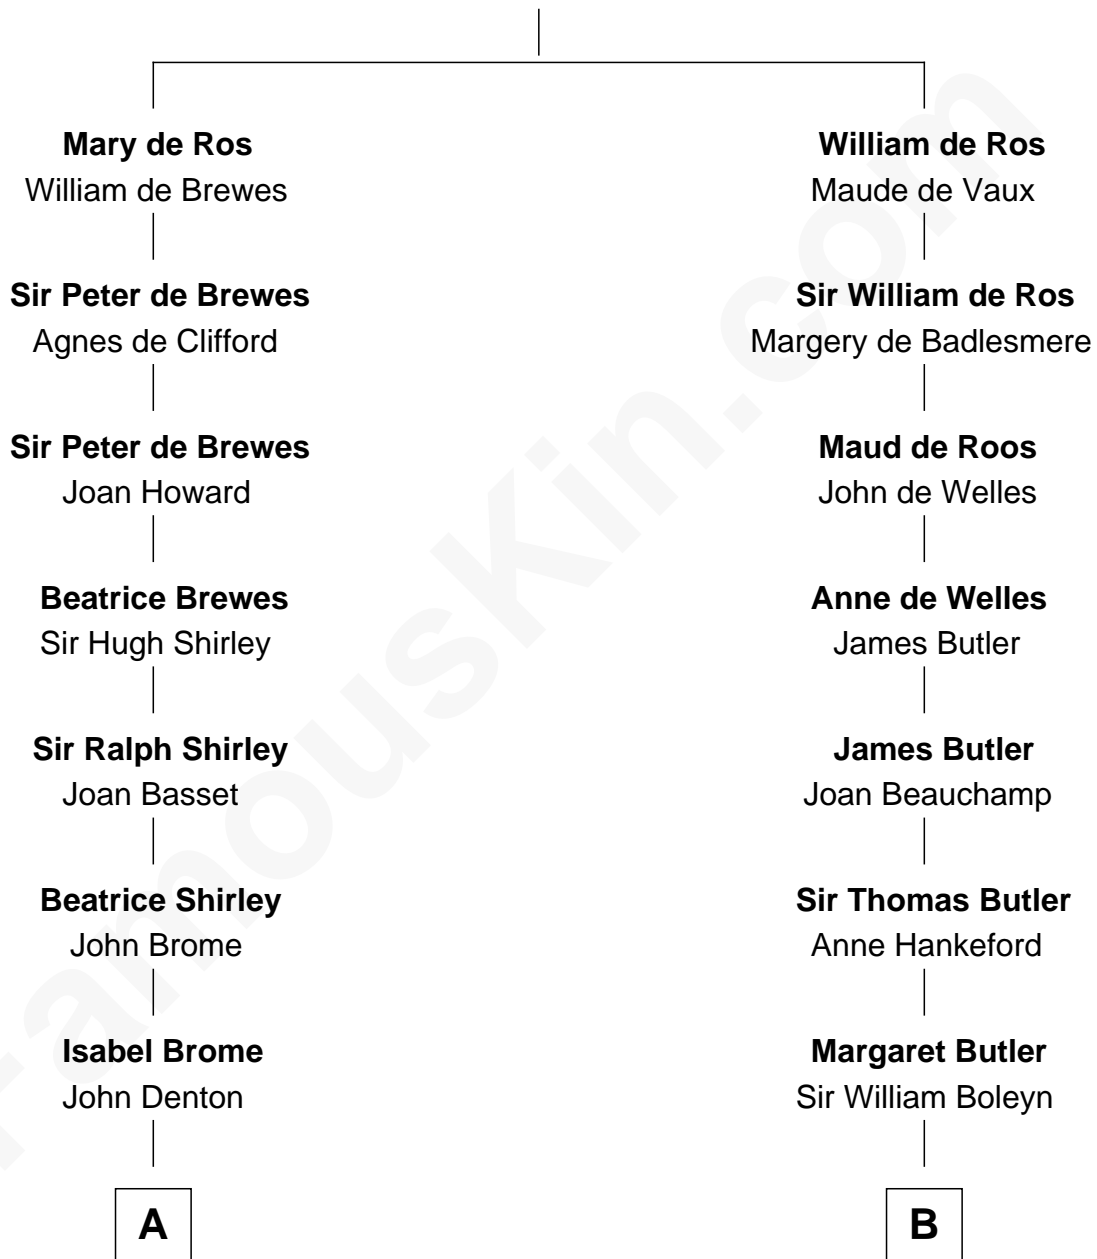 Mary de Ros
William de Brewes
Sir Peter de Brewes
Agnes de Clifford
Sir Peter de Brewes
Joan Howard
Beatrice Brewes
Sir Hugh Shirley
Sir Ralph Shirley
Joan Basset
Beatrice Shirley
John Brome
Isabel Brome
John Denton
A
William de Ros
Maude de Vaux
Sir William de Ros
Margery de Badlesmere
Maud de Roos
John de Welles
Anne de Welles
James Butler
James Butler
Joan Beauchamp
Sir Thomas Butler
Anne Hankeford
Margaret Butler
Sir William Boleyn
B
FamousKin.com